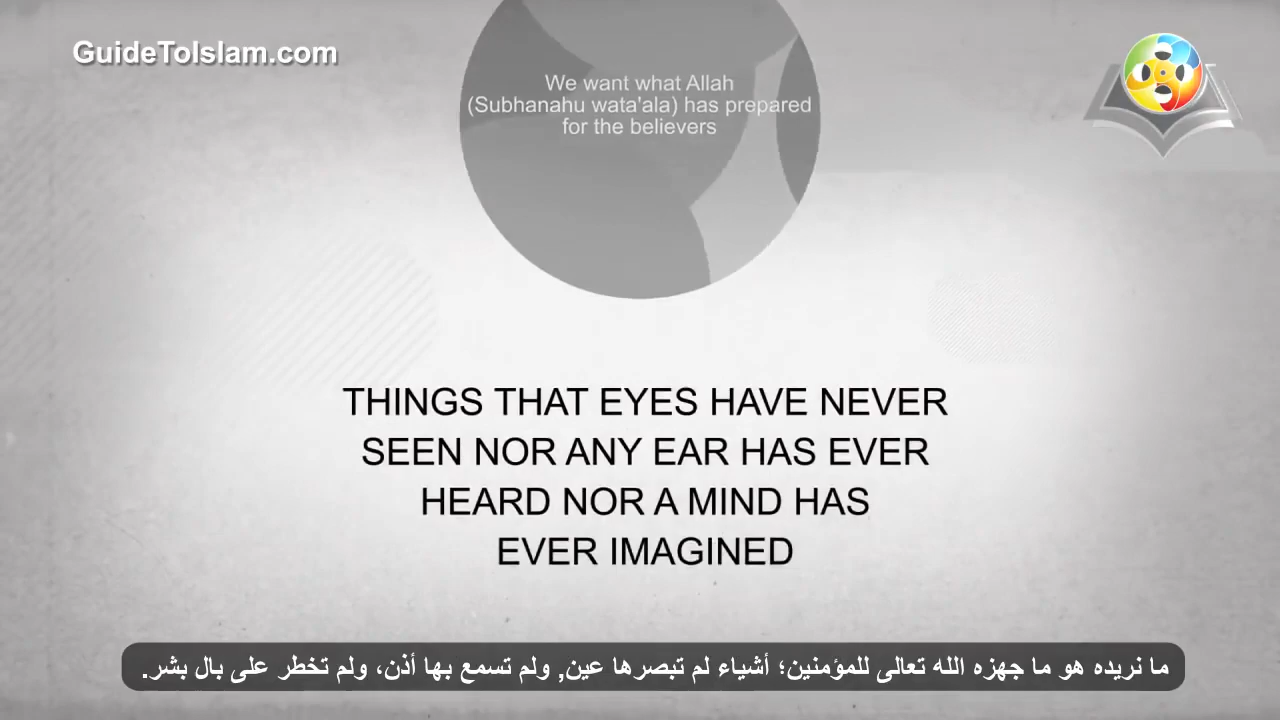 GuideToIslam.com
We want what Allah
(Subhanahu wata'ala) has prepared
for the believers
THINGS THAT EYES HAVE NEVER
SEEN NOR ANY EAR HAS EVER
HEARD NOR A MIND HAS
EVER IMAGINED
ما نريده هو ما جهزه الله تعالى للمؤمنين؛ أشياء لم تبصرها عين, ولم تسمع بها أذن، ولم تخطر على بال بشر.